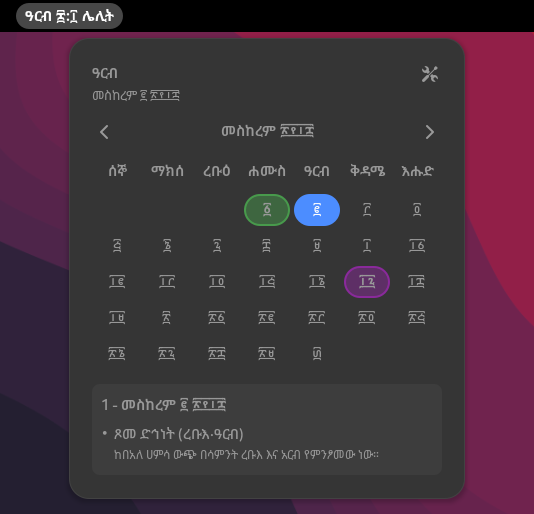 ዓርብ ፰:፲ ሌሊት
ዓርብ
መስከረም ፪ ፳፻፲፰
መስከረም ፳፻፲፰
ሰኞ ማክሰ ረቡዕ ሐሙስ ዓርብ ቅዳሜ እሑድ
፩ ፪ ፫ ፬
፭ ፮ ፯ ፰ ፱ ፲ ፲፩
፲፪ ፲፫ ፲፬ ፲፭ ፲፮ ፲፯ ፲፰
፲፱ ፳ ፳፩ ፳፪ ፳፫ ፳፬ ፳፭
፳፮ ፳፯ ፳፰ ፳፱ ፴
1 - መስከረም ፪ ፳፻፲፰
• ጾመ ድኅነት (ረቡእ-ዓርብ)
ከበአለ ሀምሳ ውጭ በሳምንት ረቡእ እና አርብ የምንፆመው ነው።